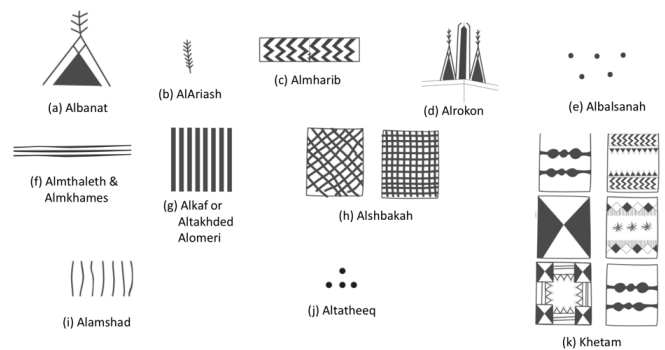 (a) Albanat
(b) AlAriash
(c) Almharib
(d) Alrokon
(e) Albalsanah
(f) Almthaleth &
Almkhames
(g) Alkaf or
Altakhded
Alomeri
(h) Alshbakah
(i) Alamshad
(j) Altatheeq
(k) Khetam